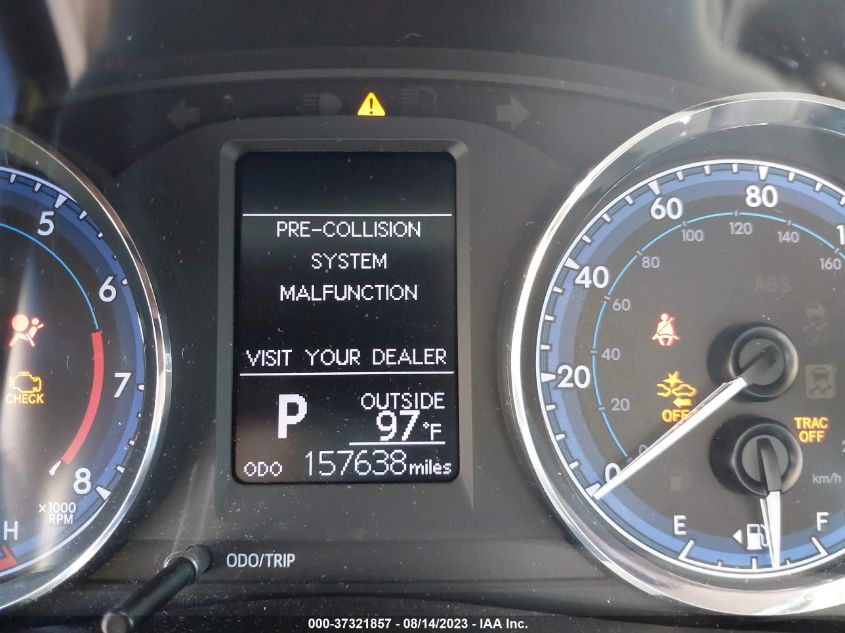 PRE-COLLISION
SYSTEM
MALFUNCTION
VISIT YOUR DEALER
P
OUTSIDE
97°F
ODO 157638 miles
ODO/TRIP
5
6
7
8
x1000
RPM
CHECK
H
0
20
40
60
80
20
40
60
80
100
120
140
160
km/h
ABS
OFF
TRAC
OFF
E
F
000-37321857 - 08/14/2023 - IAA Inc.